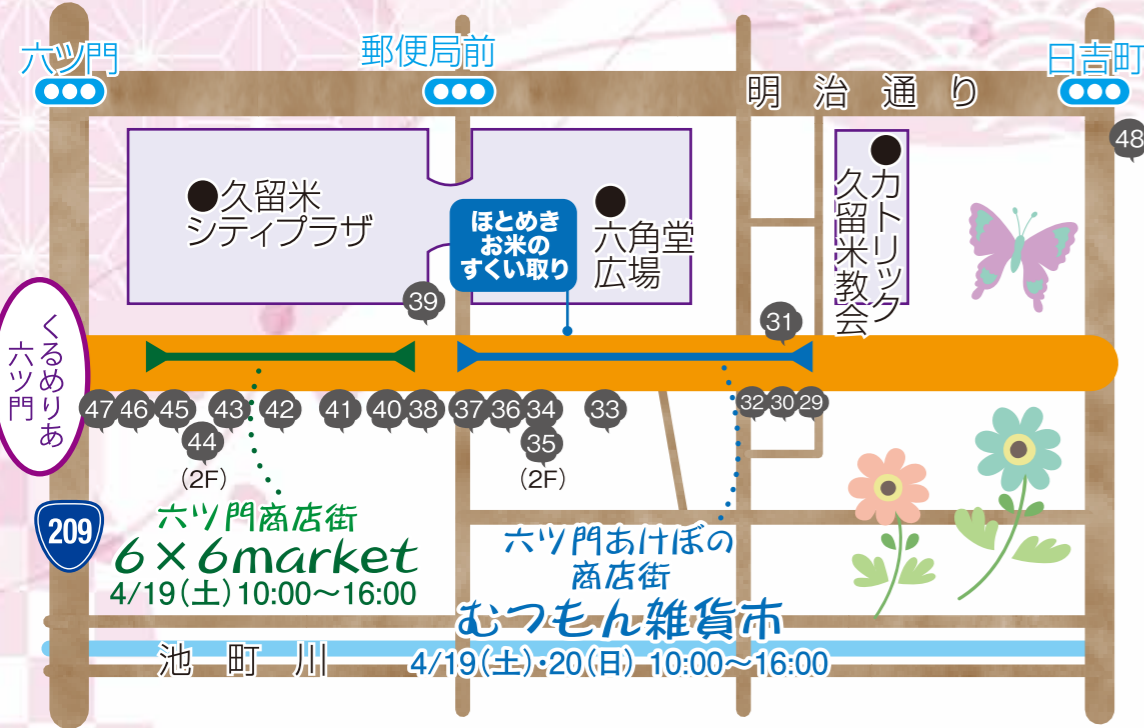 六ツ門
郵便局前
日吉町
明治通り
48
久留米
シティプラザ
ほとめき
お米の
すくい取り
六角堂
広場
カトリック
久留米教会
39
31
くるめりあ
六ツ門
47 46 45 43 42 41 40 38 37 36 34 33 32 30 29
44
(2F)
35
(2F)
209
六ツ門商店街
6×6market
4/19(土)10:00～16:00
六ツ門あけぼの
商店街
むつもん雑貨市
4/19(土)・20(日) 10:00～16:00
池町川